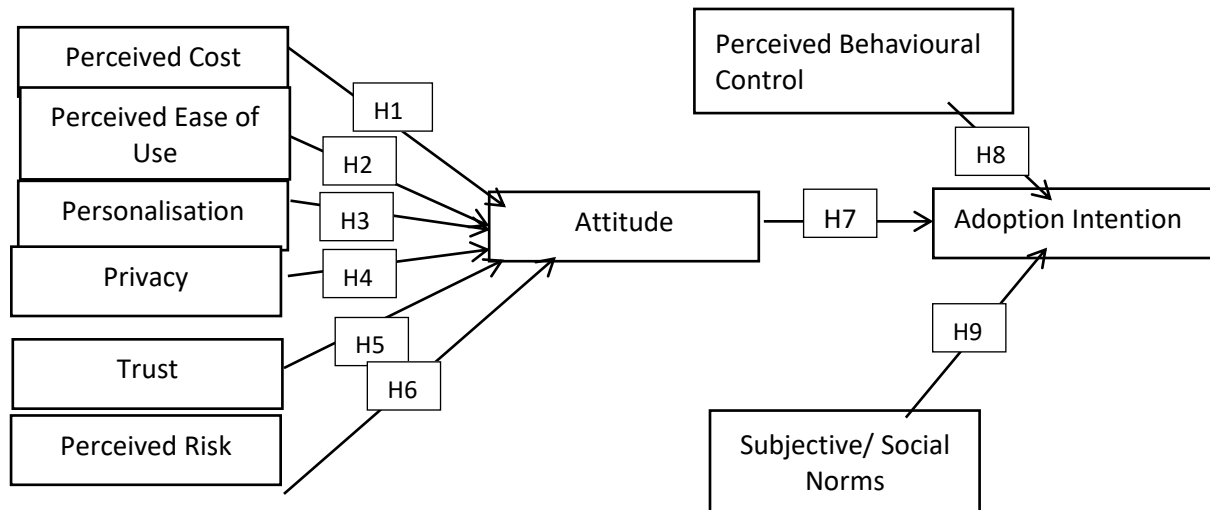 Perceived Cost
Perceived Ease of
Use
Personalisation
Privacy
Trust
Perceived Risk
H1
H2
H3
H4
H5
H6
Attitude
H7
Perceived Behavioural
Control
H8
Adoption Intention
H9
Subjective/ Social
Norms